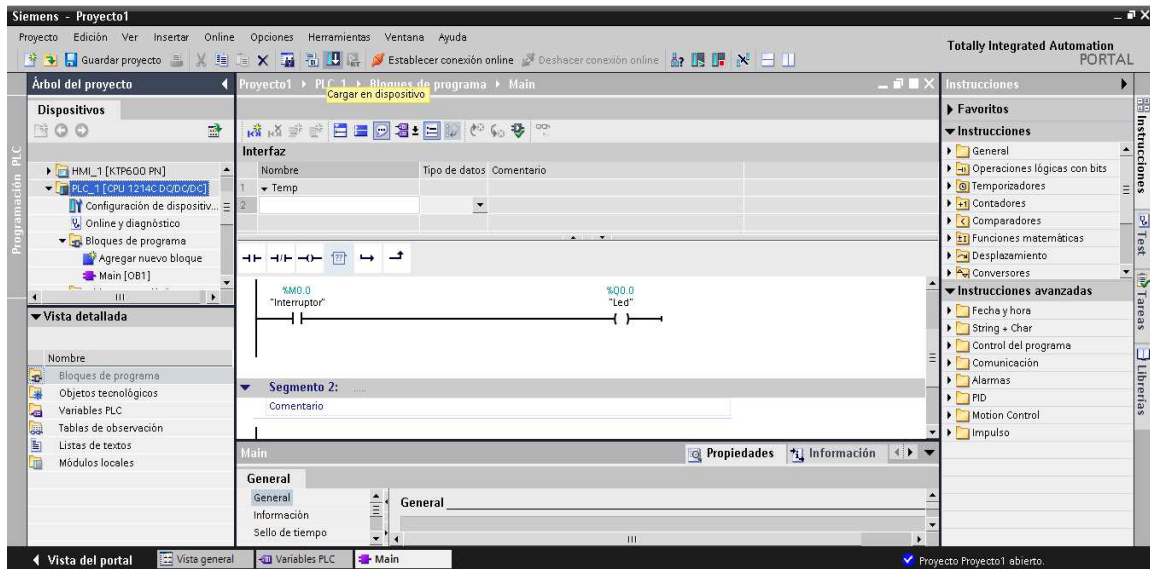 Siemens - Proyecto1
Proyecto Edición Ver Insertar Online Opciones Herramientas Ventana Ayuda
Totally Integrated Automation
PORTAL
Guardar proyecto Establecer conexión online Deshacer conexión online
Árbol del proyecto
Proyecto1 PLC_1 Bloques de programa Main
Cargar en dispositivo
Instrucciones
Dispositivos
Programación PLC
HMI_1 [KTP600 PN]
PLC_1 [CPU 1214C DC/DC/DC]
Configuración de dispositiv...
Online y diagnóstico
Bloques de programa
Agregar nuevo bloque
Main [OB1]
Vista detallada
Nombre
Bloques de programa
Objetos tecnológicos
Variables PLC
Tablas de observación
Listas de textos
Módulos locales
Interfaz
Nombre Tipo de datos Comentario
1 Temp
2
%M0.0 %Q0.0
"Interruptor" "Led"
Segmento 2: .....
Comentario
Main
Propiedades Información
General
General
Información
Sello de tiempo
General
Favoritos
Instrucciones
General
Operaciones lógicas con bits
Temporizadores
Contadores
Comparadores
Funciones matemáticas
Desplazamiento
Conversores
Instrucciones avanzadas
Fecha y hora
String + Char
Control del programa
Comunicación
Alarmas
PID
Motion Control
Impulso
Instrucciones
Test
Tareas
Librerías
Vista del portal Vista general Variables PLC Main
Proyecto Proyecto1 abierto.